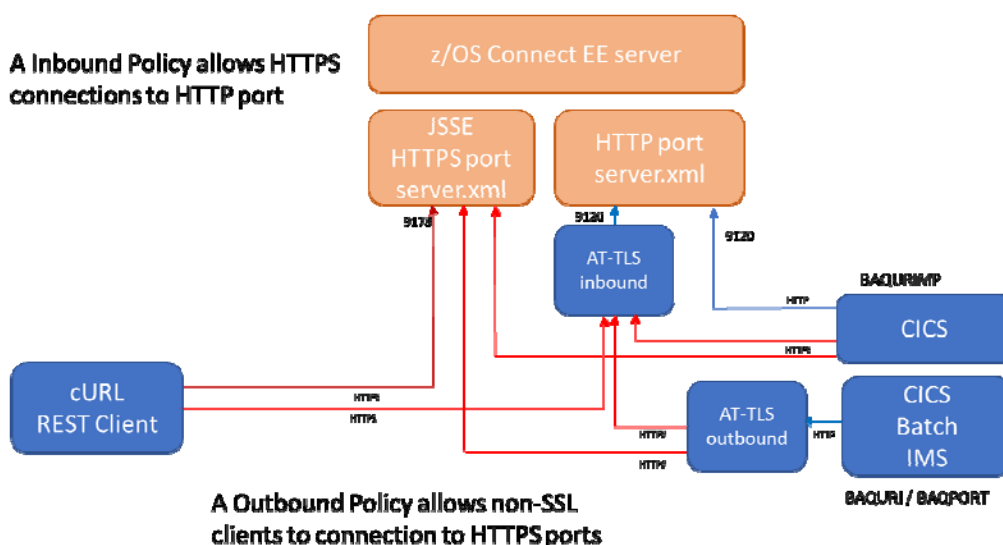 z/OS Connect EE server
A Inbound Policy allows HTTPS
connections to HTTP port
JSSE
HTTPS port
server.xml
HTTP port
server.xml
9178
9120
9120
AT-TLS
inbound
BAQURIMP
HTTP
CICS
HTTPS
cURL
REST Client
HTTPS
HTTPS
AT-TLS
outbound
HTTPS
HTTPS
HTTP
CICS
Batch
IMS
BAQURI / BAQPORT
A Outbound Policy allows non-SSL
clients to connection to HTTPS ports